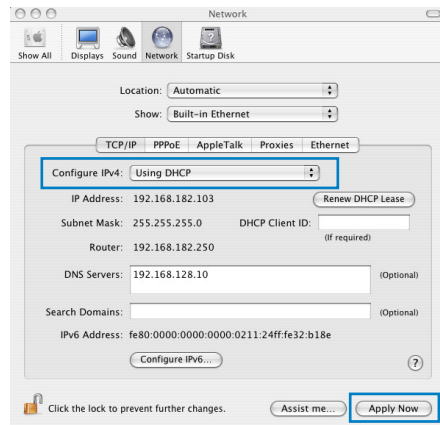 Network
Show All Displays Sound Network Startup Disk
Location: Automatic
Show: Built-in Ethernet
TCP/IP PPPoE AppleTalk Proxies Ethernet
Configure IPv4: Using DHCP
IP Address: 192.168.182.103 Renew DHCP Lease
Subnet Mask: 255.255.255.0 DHCP Client ID:
(If required)
Router: 192.168.182.250
DNS Servers: 192.168.128.10 (Optional)
Search Domains: (Optional)
IPv6 Address: fe80:0000:0000:0000:0211:24ff:fe32:b18e
Configure IPv6... ?
Click the lock to prevent further changes. Assist me... Apply Now